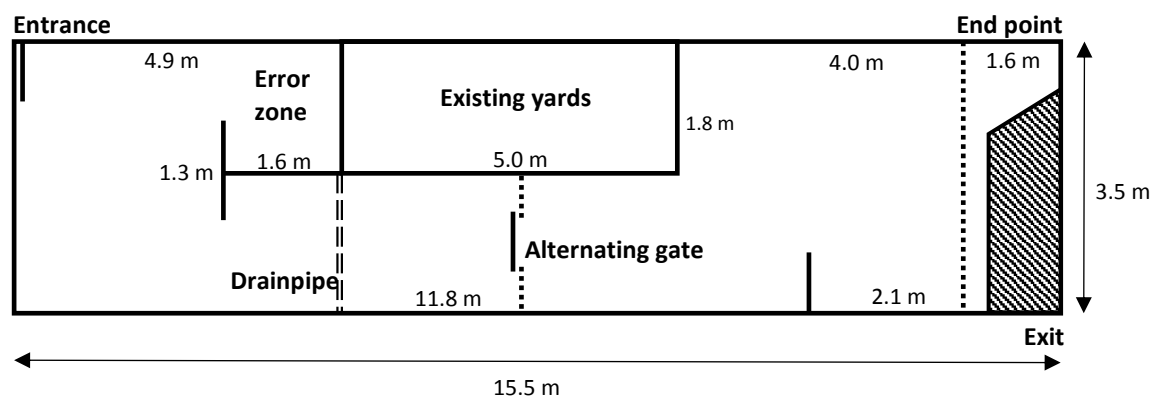 Entrance
End point
4.9 m
4.0 m
1.6 m
Error
zone
Existing yards
1.8 m
1.3 m
1.6 m
5.0 m
3.5 m
Alternating gate
Drainpipe
11.8 m
2.1 m
Exit
15.5 m